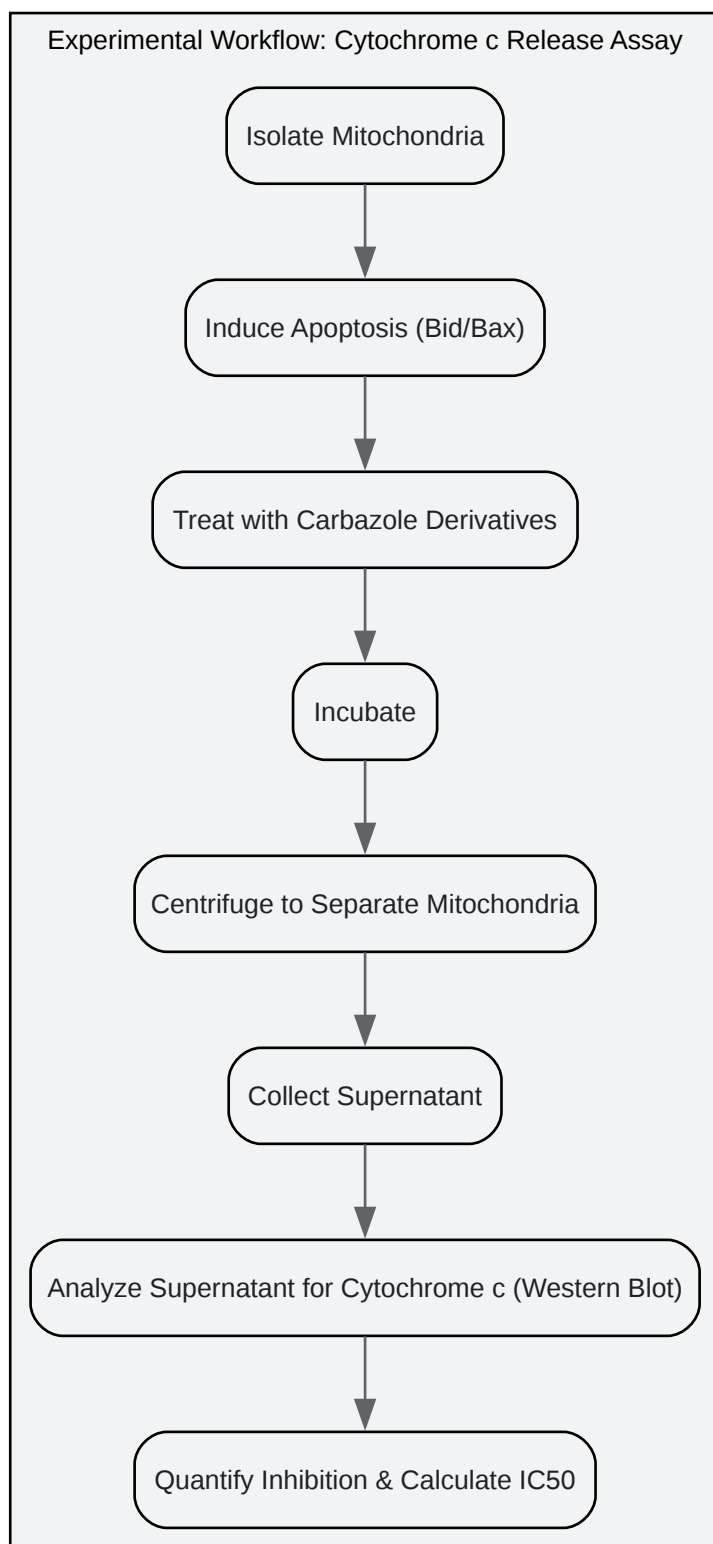 Experimental Workflow: Cytochrome c Release Assay
Isolate Mitochondria
Induce Apoptosis (Bid/Bax)
Treat with Carbazole Derivatives
Incubate
Centrifuge to Separate Mitochondria
Collect Supernatant
Analyze Supernatant for Cytochrome c (Western Blot)
Quantify Inhibition & Calculate IC50